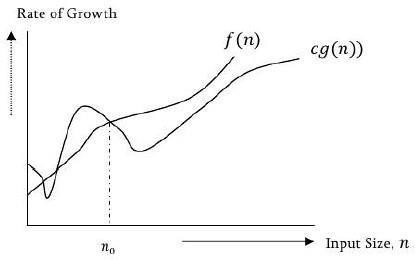 Rate of Growth
f(n)
cg(n))
n₀
Input Size, n